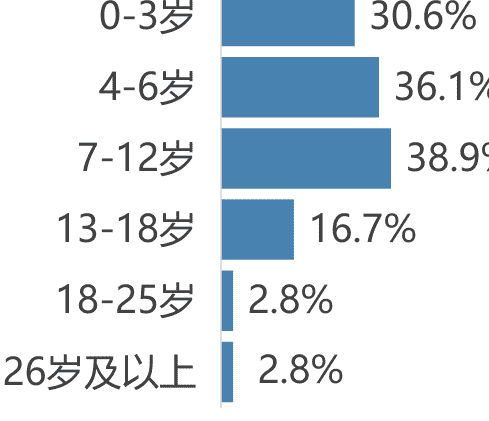 0-3岁 30.6%
4-6岁 36.1%
7-12岁 38.9%
13-18岁 16.7%
18-25岁 2.8%
26岁及以上 2.8%